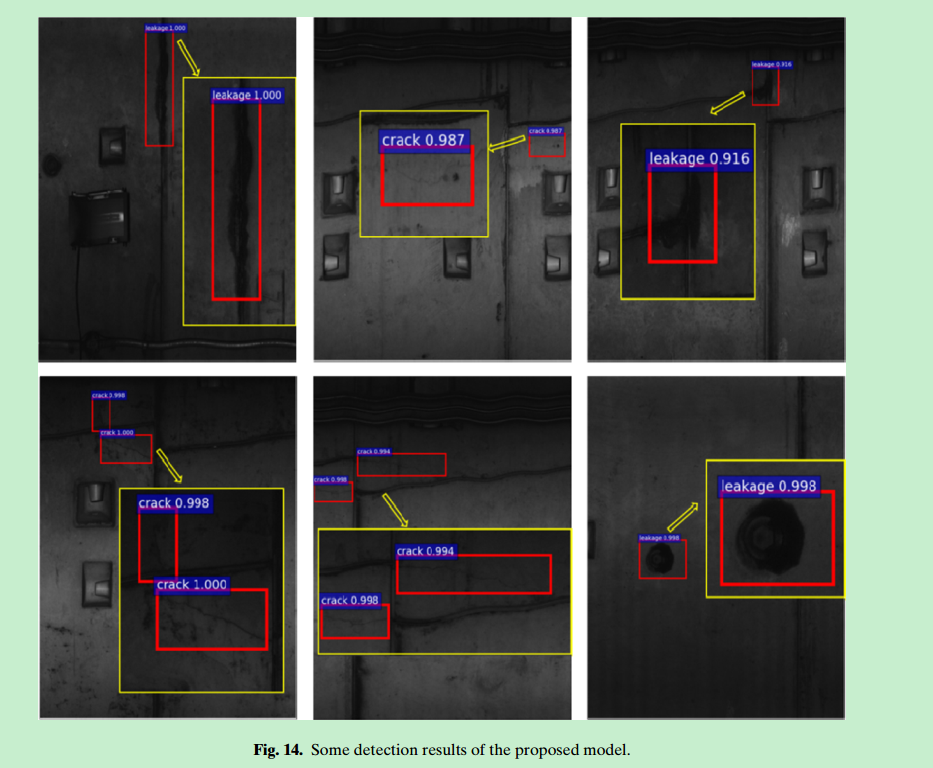 leakage 1.000
leakage 1.000
crack 0.987
crack 0.987
leakage 0.916
leakage 0.916
crack 0.998
crack 1.000
crack 0.998
crack 1.000
crack 0.994
crack 0.998
crack 0.994
crack 0.998
leakage 0.998
leakage 0.998
Fig. 14. Some detection results of the proposed model.